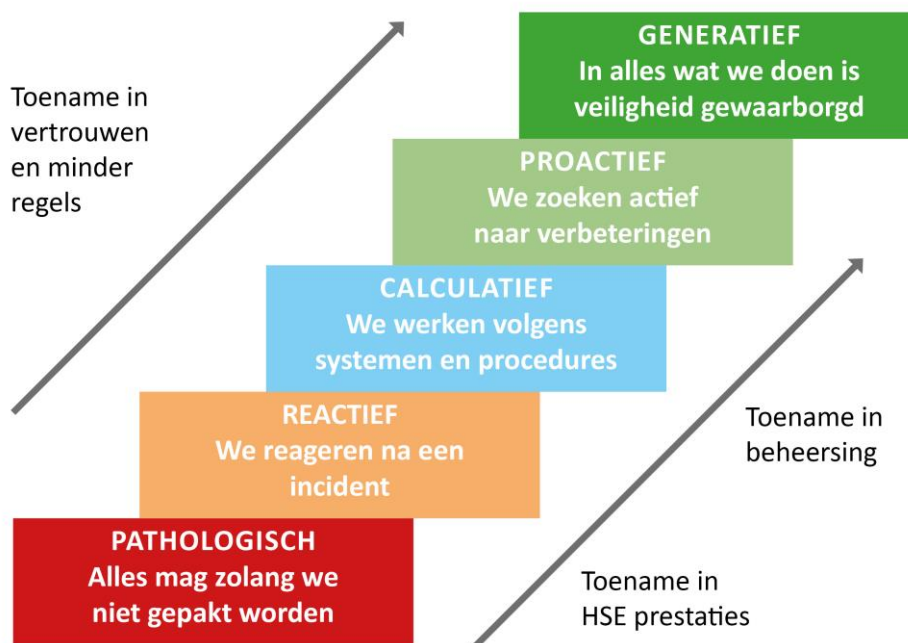 GENERATIEF
In alles wat we doen is
veiligheid gewaarborgd
Toename in
vertrouwen
en minder
regels
PROACTIEF
We zoeken actief
naar verbeteringen
CALCULATIEF
We werken volgens
systemen en procedures
REACTIEF
We reageren na een
incident
Toename in
beheersing
PATHOLOGISCH
Alles mag zolang we
niet gepakt worden
Toename in
HSE prestaties